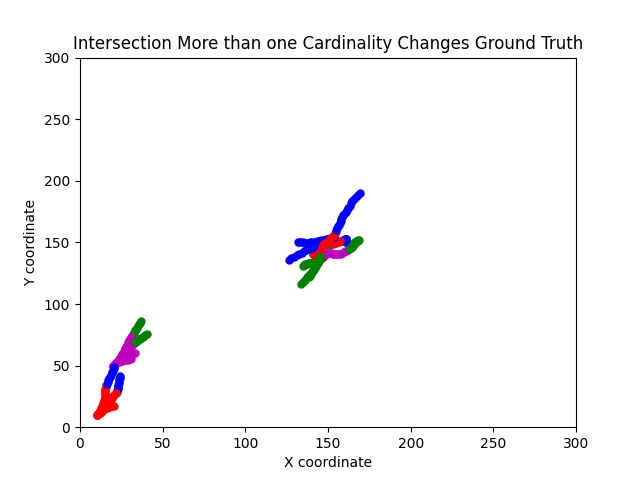 Intersection More than one Cardinality Changes Ground Truth
300
250
200
150
100
50
0
Y coordinate
0 50 100 150 200 250 300
X coordinate